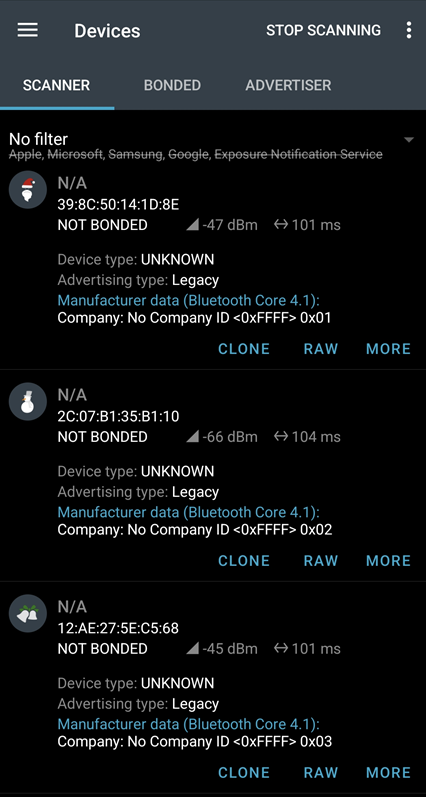 Devices STOP SCANNING
SCANNER BONDED ADVERTISER
No filter
Apple, Microsoft, Samsung, Google, Exposure Notification Service
N/A
39:8C:50:14:1D:8E
NOT BONDED -47 dBm 101 ms
Device type: UNKNOWN
Advertising type: Legacy
Manufacturer data (Bluetooth Core 4.1):
Company: No Company ID <0xFFFF> 0x01
CLONE RAW MORE
N/A
2C:07:B1:35:B1:10
NOT BONDED -66 dBm 104 ms
Device type: UNKNOWN
Advertising type: Legacy
Manufacturer data (Bluetooth Core 4.1):
Company: No Company ID <0xFFFF> 0x02
CLONE RAW MORE
N/A
12:AE:27:5E:C5:68
NOT BONDED -45 dBm 101 ms
Device type: UNKNOWN
Advertising type: Legacy
Manufacturer data (Bluetooth Core 4.1):
Company: No Company ID <0xFFFF> 0x03
CLONE RAW MORE